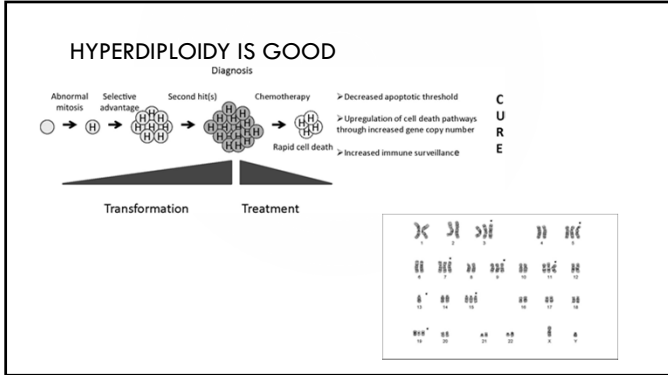 HYPERDIPLOIDY IS GOOD
Diagnosis
Abnormal
mitosis
Selective
advantage
Second hit(s)
Chemotherapy
H
H H
H H H
H H
H H
H H H
H H H
H H
H
H H
H
Rapid cell death
➢Decreased apoptotic threshold
➢Upregulation of cell death pathways
through increased gene copy number
➢Increased immune surveillance
C
U
R
E
Transformation
Treatment
1 2 3 4 5
6 7 8 9 10 11 12
13 14 15 16 17 18
19 20 21 22 X Y